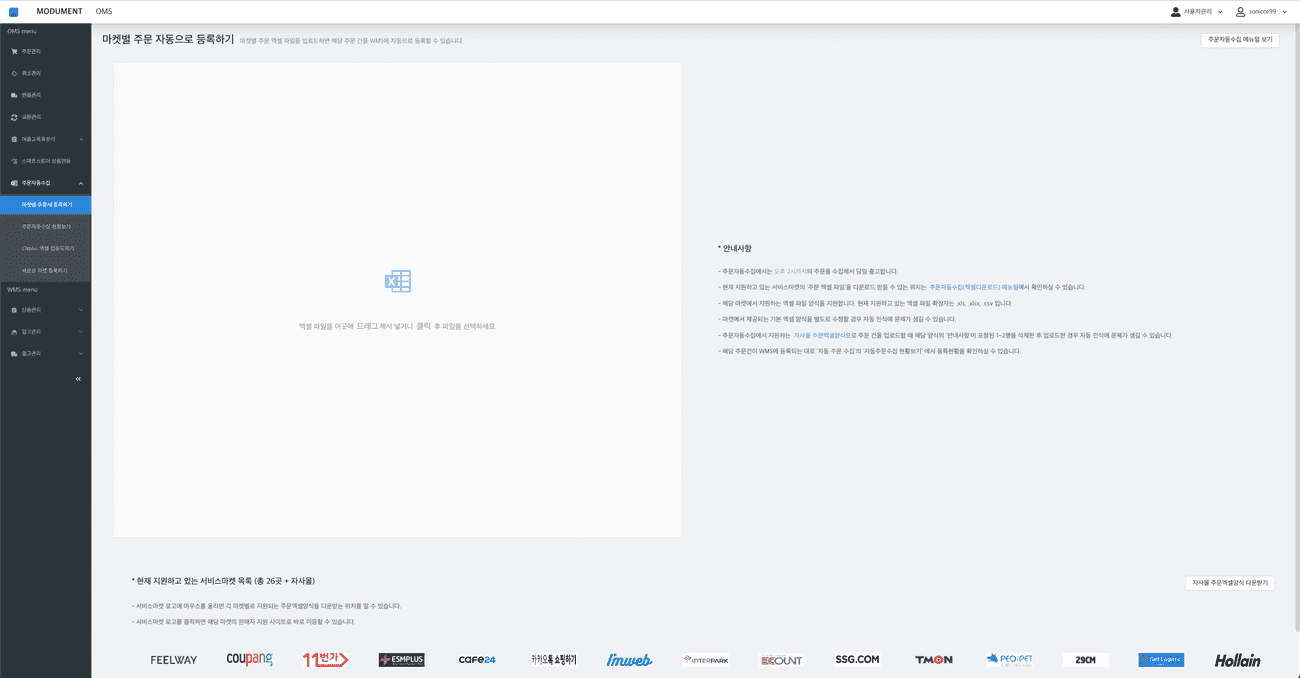 MODUMENT
OMS
사용자관리
sonicce99
OMS menu
주문관리
취소관리
반품관리
교환관리
스마트스토어 상품연동
주문자동수집
마켓별 주문서 등록하기
주문자동수집 현황보기
새로운 마켓 등록하기
WMS menu
상품관리
입고관리
출고관리
마켓별 주문 자동으로 등록하기
마켓별 주문 엑셀 파일을 업로드하면 해당 주문 건을 WMS에 자동으로 등록할 수 있습니다.
주문자동수집 메뉴얼 보기
엑셀 파일을 이곳에 드래그 해서 넣거나 클릭 후 파일을 선택하세요.
* 안내사항
- 주문자동수집에서는 오후 2시까지의 주문을 수집해서 당일 출고합니다.
- 현재 지원하고 있는 서비스마켓의 '주문 엑셀 파일'을 다운로드 받을 수 있는 위치는 주문자동수집(엑셀다운로드) 메뉴얼에서 확인하실 수 있습니다.
- 해당 마켓에서 지원하는 엑셀 파일 양식을 지원합니다. 현재 지원하고 있는 엑셀 파일 확장자는 .xls, .xlsx, .csv 입니다.
- 마켓에서 제공되는 기본 엑셀 양식을 별도로 수정할 경우 자동 인식에 문제가 생길 수 있습니다.
- 주문자동수집에서 지원하는 자사몰 주문엑셀양식으로 주문 건을 업로드할 때 해당 양식의 '안내사항'이 포함된 1~2행을 삭제한 후 업로드한 경우 자동 인식에 문제가 생길 수 있습니다.
- 해당 주문건이 WMS에 등록되는 대로 '자동 주문 수집'의 '자동주문수집 현황보기' 에서 등록현황을 확인하실 수 있습니다.
* 현재 지원하고 있는 서비스마켓 목록 (총 26곳 + 자사몰)
자사몰 주문엑셀양식 다운받기
- 서비스마켓 로고에 마우스를 올리면 각 마켓별로 지원되는 주문엑셀양식을 다운받는 위치를 알 수 있습니다.
- 서비스마켓 로고를 클릭하면 해당 마켓의 판매자 지원 사이트로 바로 이동할 수 있습니다.
FEELWAY
coupang
11번가
ESMPLUS
cafe24
카카오톡 쇼핑하기
imweb
INTERPARK
ECOUNT
SSG.COM
TMON
PEO:PET
29CM
Hollain